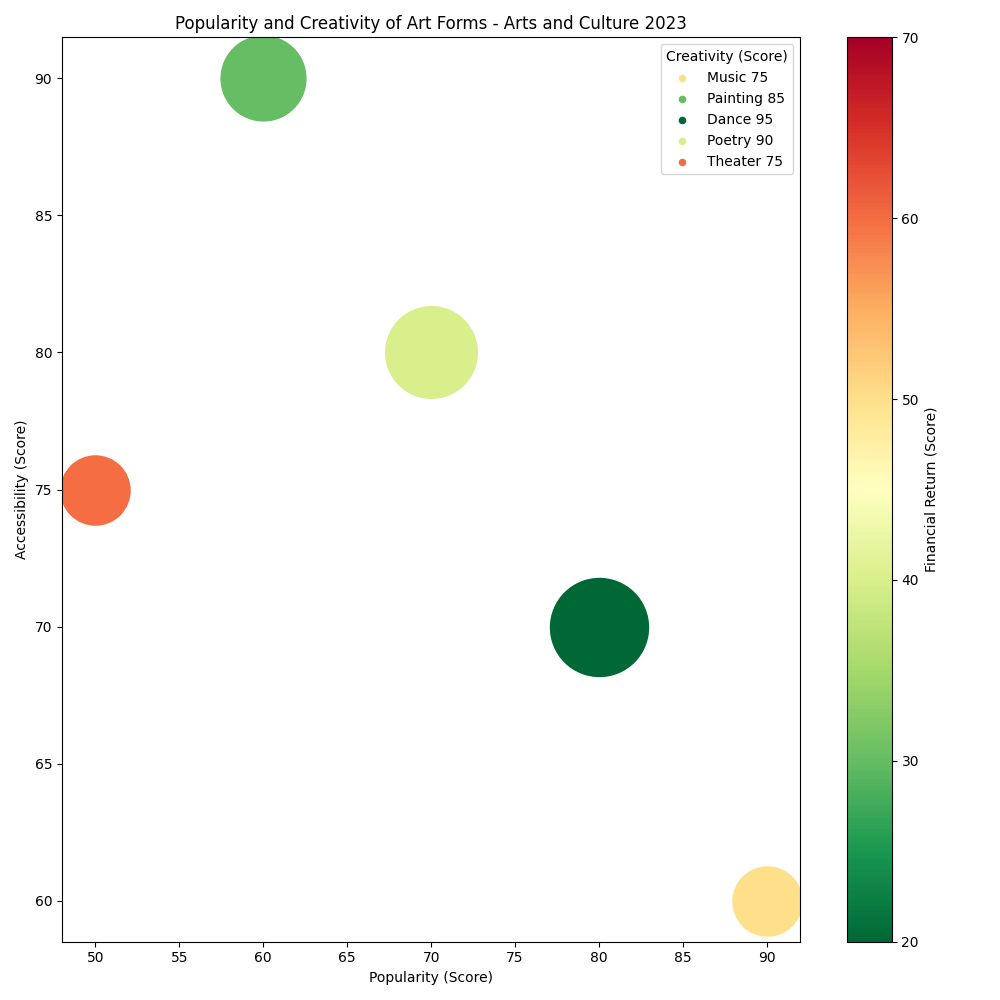 Popularity and Creativity of Art Forms - Arts and Culture 2023
Creativity (Score)
Music 75
Painting 85
Dance 95
Poetry 90
Theater 75
Accessibility (Score)
90
85
80
75
70
65
60
50
55
60
65
70
75
80
85
90
Popularity (Score)
70
60
50
40
30
20
Financial Return (Score)